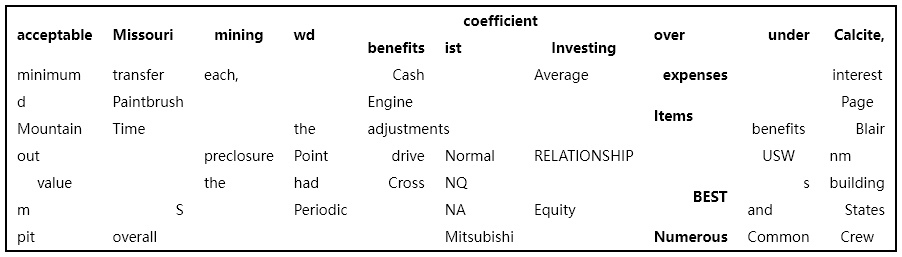 coefficient
acceptable Missouri mining wd over under Calcite,
benefits ist Investing
minimum transfer each, Cash Average expenses interest
d Paintbrush Engine Page
Items
Mountain Time the adjustments benefits Blair
out preclosure Point drive Normal RELATIONSHIP USW nm
value the had Cross NQ s building
BEST
m S Periodic NA Equity and States
pit overall Mitsubishi Numerous Common Crew